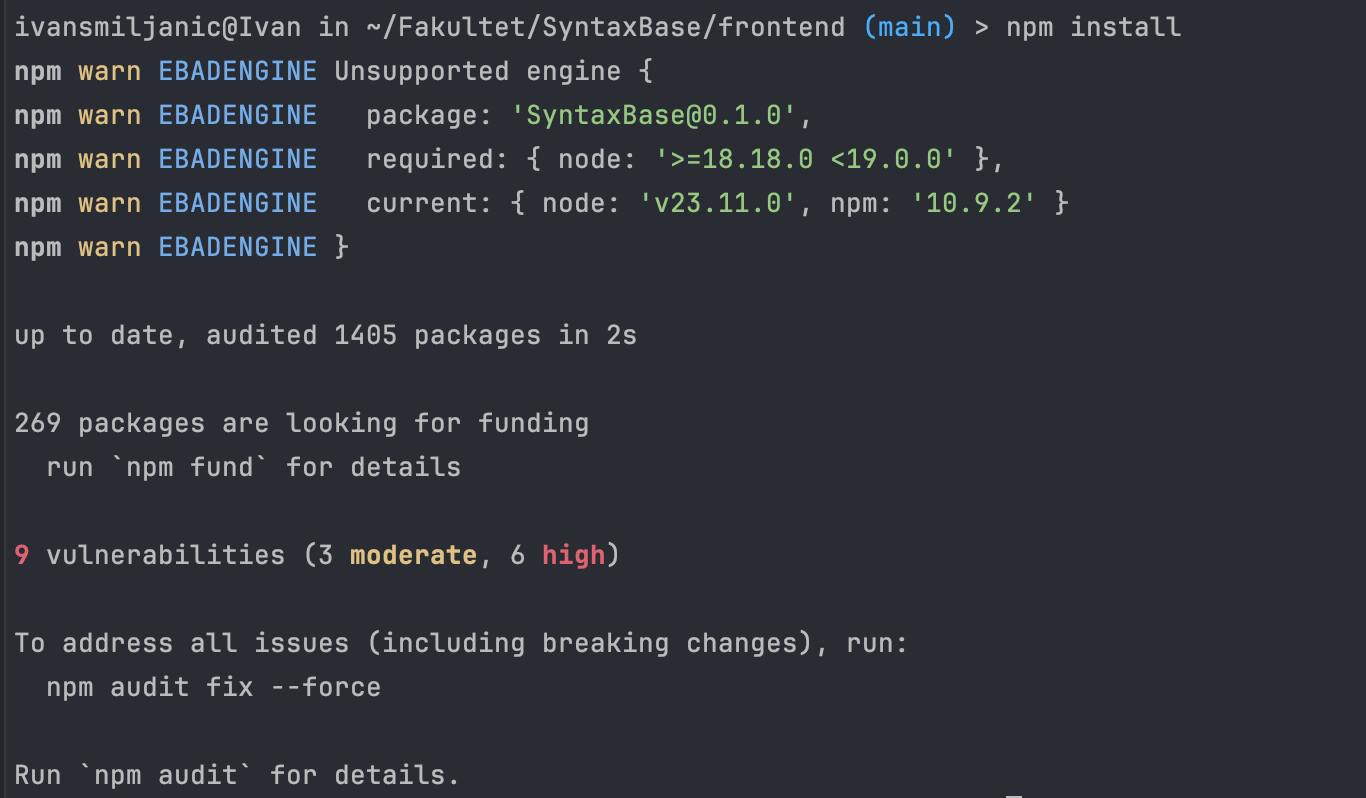 ivansmiljanic@Ivan in ~/Fakultet/SyntaxBase/frontend (main) > npm install
npm warn EBADENGINE Unsupported engine {
npm warn EBADENGINE   package: 'SyntaxBase@0.1.0',
npm warn EBADENGINE   required: { node: '>=18.18.0 <19.0.0' },
npm warn EBADENGINE   current: { node: 'v23.11.0', npm: '10.9.2' }
npm warn EBADENGINE }
up to date, audited 1405 packages in 2s
269 packages are looking for funding
  run `npm fund` for details
9 vulnerabilities (3 moderate, 6 high)
To address all issues (including breaking changes), run:
  npm audit fix --force
Run `npm audit` for details.